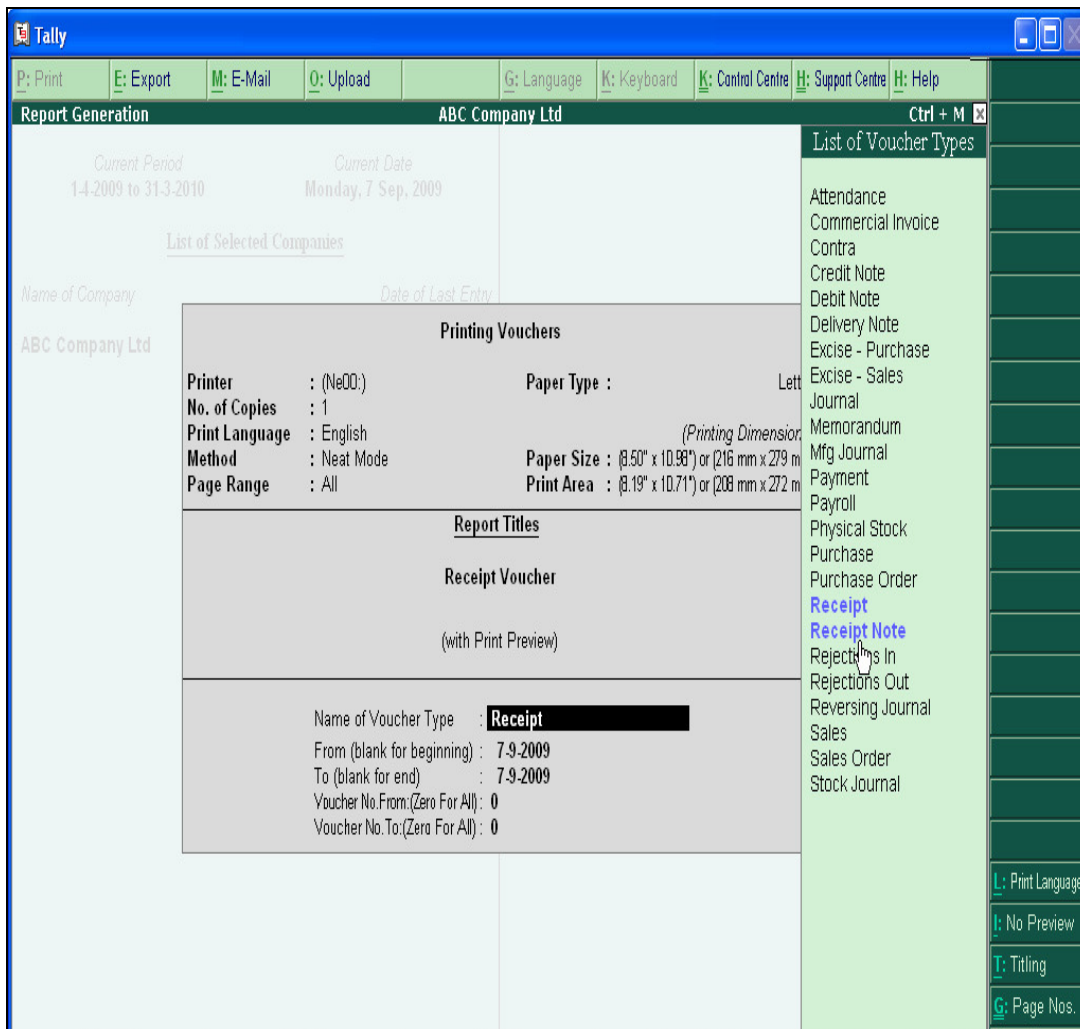 Tally
P: Print E: Export M: E-Mail O: Upload G: Language K: Keyboard K: Control Centre H: Support Centre H: Help
Report Generation ABC Company Ltd Ctrl + M
Current Period Current Date
1-4-2009 to 31-3-2010 Monday, 7 Sep, 2009
List of Selected Companies
Name of Company Date of Last Entry
ABC Company Ltd
Printing Vouchers
Printer : (Ne00:) Paper Type : Lett
No. of Copies : 1
Print Language : English (Printing Dimension
Method : Neat Mode Paper Size : (8.50" x 10.98") or (216 mm x 279 m
Page Range : All Print Area : (8.19" x 10.71") or (208 mm x 272 m
Report Titles
Receipt Voucher
(with Print Preview)
Name of Voucher Type : Receipt
From (blank for beginning) : 7-9-2009
To (blank for end) : 7-9-2009
Voucher No.From:(Zero For All) : 0
Voucher No.To:(Zero For All) : 0
List of Voucher Types
Attendance
Commercial Invoice
Contra
Credit Note
Debit Note
Delivery Note
Excise - Purchase
Excise - Sales
Journal
Memorandum
Mfg Journal
Payment
Payroll
Physical Stock
Purchase
Purchase Order
Receipt
Receipt Note
Rejections In
Rejections Out
Reversing Journal
Sales
Sales Order
Stock Journal
L: Print Language
I: No Preview
T: Titling
G: Page Nos.